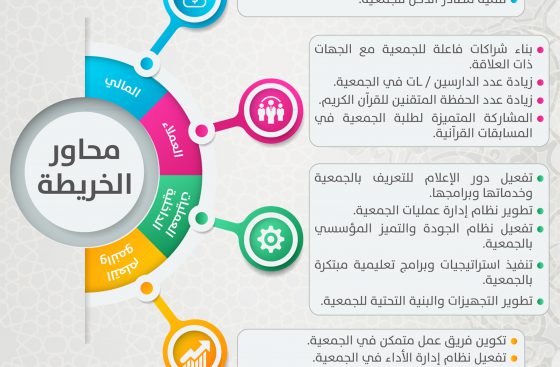 تنمية مصادر الدخل للجمعية.
المالي
بناء شراكات فاعلة للجمعية مع الجهات
ذات العلاقة.
زيادة عدد الدارسين / ـات في الجمعية.
زيادة عدد الحفظة المتقنين للقرآن الكريم.
المشاركة المتميزة لطلبة الجمعية في
المسابقات القرآنية.
العملاء
محاور
الخريطة
تفعيل دور الإعلام للتعريف بالجمعية
وخدماتها وبرامجها.
تطوير نظام إدارة عمليات الجمعية.
تفعيل نظام الجودة والتميز المؤسسي
بالجمعية.
تنفيذ استراتيجيات وبرامج تعليمية مبتكرة
بالجمعية.
تطوير التجهيزات والبنية التحتية للجمعية.
العمليات
الداخلية
التعلم
والنمو
تكوين فريق عمل متمكن في الجمعية.
تفعيل نظام إدارة الأداء في الجمعية.